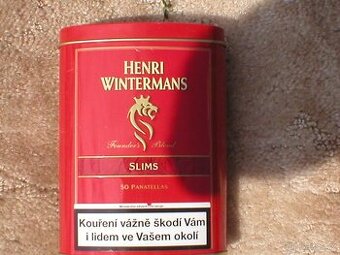 HENRI
WINTERMANS
Founder's Blend
SLIMS
50 PANATELLAS
Kouření vážně škodí Vám
i lidem ve Vašem okolí